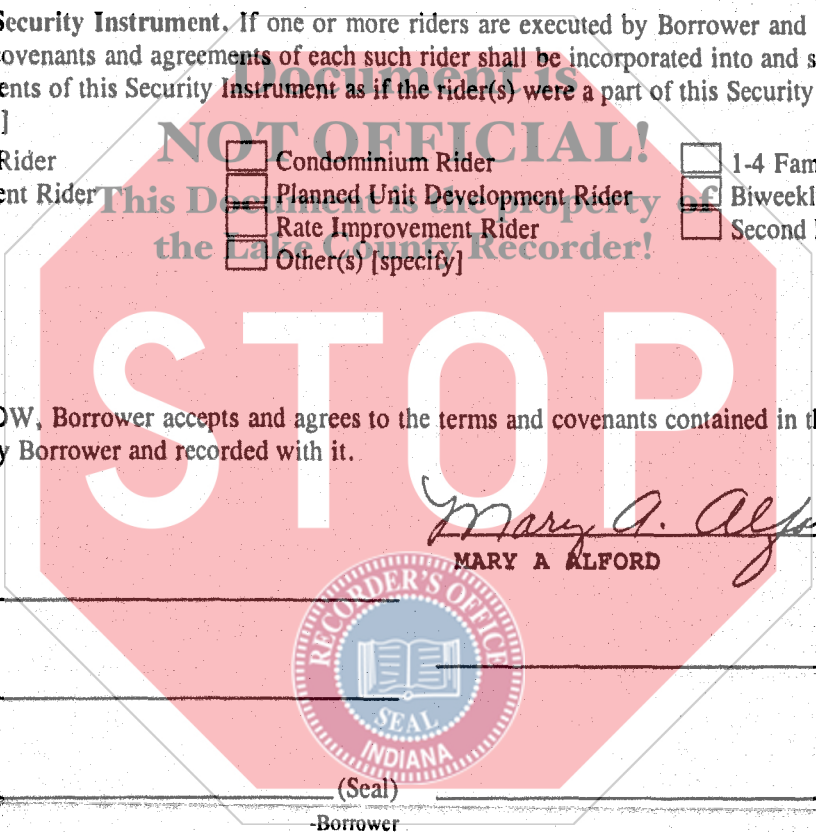 Security Instrument. If one or more riders are executed by Borrower and
ovenants and agreements of each such rider shall be incorporated into and s
ents of this Security Instrument as if the rider(s) were a part of this Security
]
Document is
NOT OFFICIAL!
This Document is the property of
the Lake County Recorder!
Rider Condominium Rider 1-4 Fam
ent Rider Planned Unit Development Rider Biweekl
Rate Improvement Rider Second
Other(s) [specify]
STOP
OW, Borrower accepts and agrees to the terms and covenants contained in th
y Borrower and recorded with it.
Mary A. Alfo
MARY A ALFORD
RECORDER'S OFFICE
SEAL
INDIANA
(Seal)
-Borrower